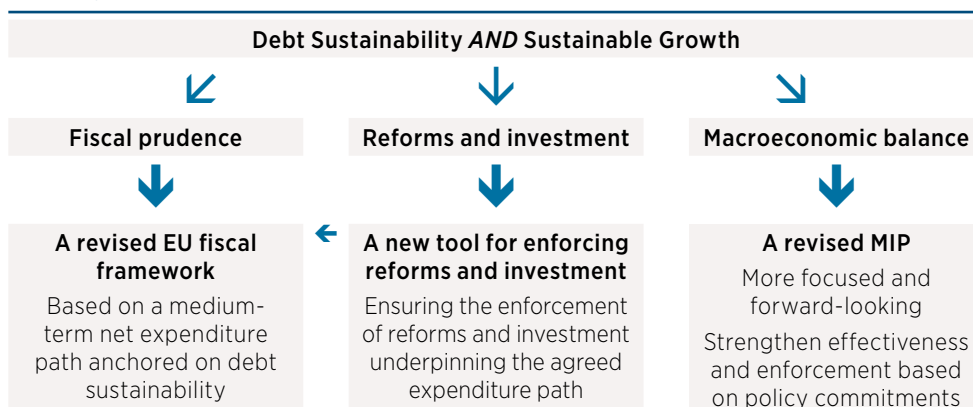 Debt Sustainability AND Sustainable Growth
Fiscal prudence
Reforms and investment
Macroeconomic balance
A revised EU fiscal
framework
Based on a medium-
term net expenditure
path anchored on debt
sustainability
A new tool for enforcing
reforms and investment
Ensuring the enforcement
of reforms and investment
underpinning the agreed
expenditure path
A revised MIP
More focused and
forward-looking
Strengthen effectiveness
and enforcement based
on policy commitments